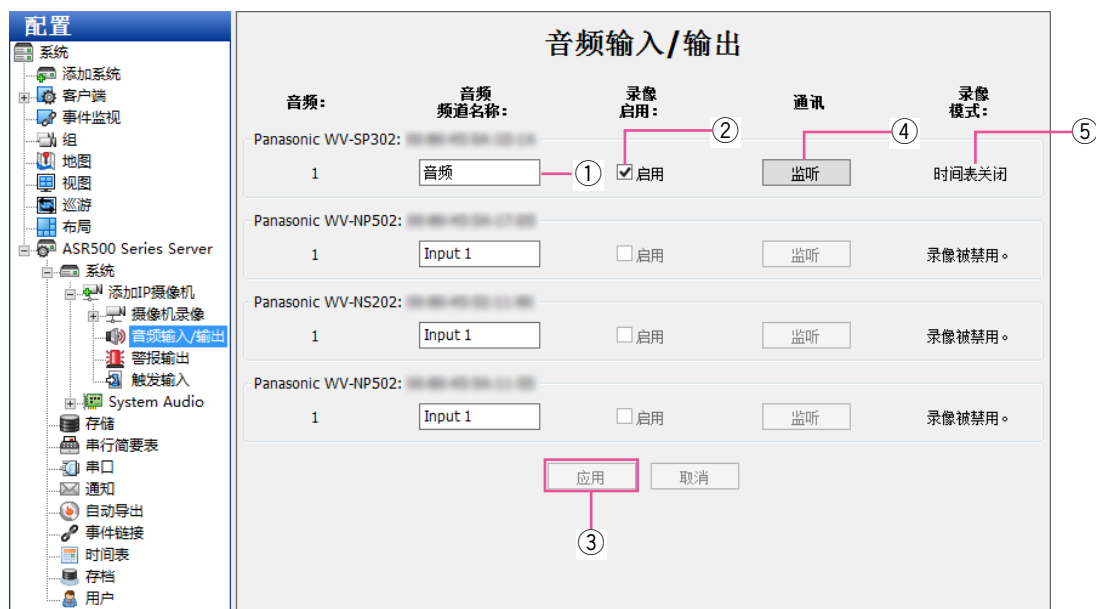 配置
系统
添加系统
客户端
事件监视
组
地图
视图
巡游
布局
ASR500 Series Server
系统
添加IP摄像机
摄像机录像
音频输入/输出
警报输出
触发输入
System Audio
存储
串行简要表
串口
通知
自动导出
事件链接
时间表
存档
用户
音频输入/输出
音频: 音频频道名称: 录像启用: 通讯 录像模式:
Panasonic WV-SP302:
1 音频 ① ② 启用 ④ 监听 ⑤ 时间表关闭
Panasonic WV-NP502:
1 Input 1 启用 监听 录像被禁用。
Panasonic WV-NS202:
1 Input 1 启用 监听 录像被禁用。
Panasonic WV-NP502:
1 Input 1 启用 监听 录像被禁用。
应用 取消
③